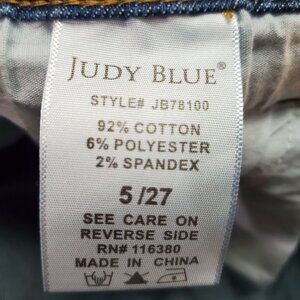 JUDY BLUE®
STYLE# JB78100
92% COTTON
6% POLYESTER
2% SPANDEX
5/27
SEE CARE ON
REVERSE SIDE
RN# 116380
MADE IN CHINA